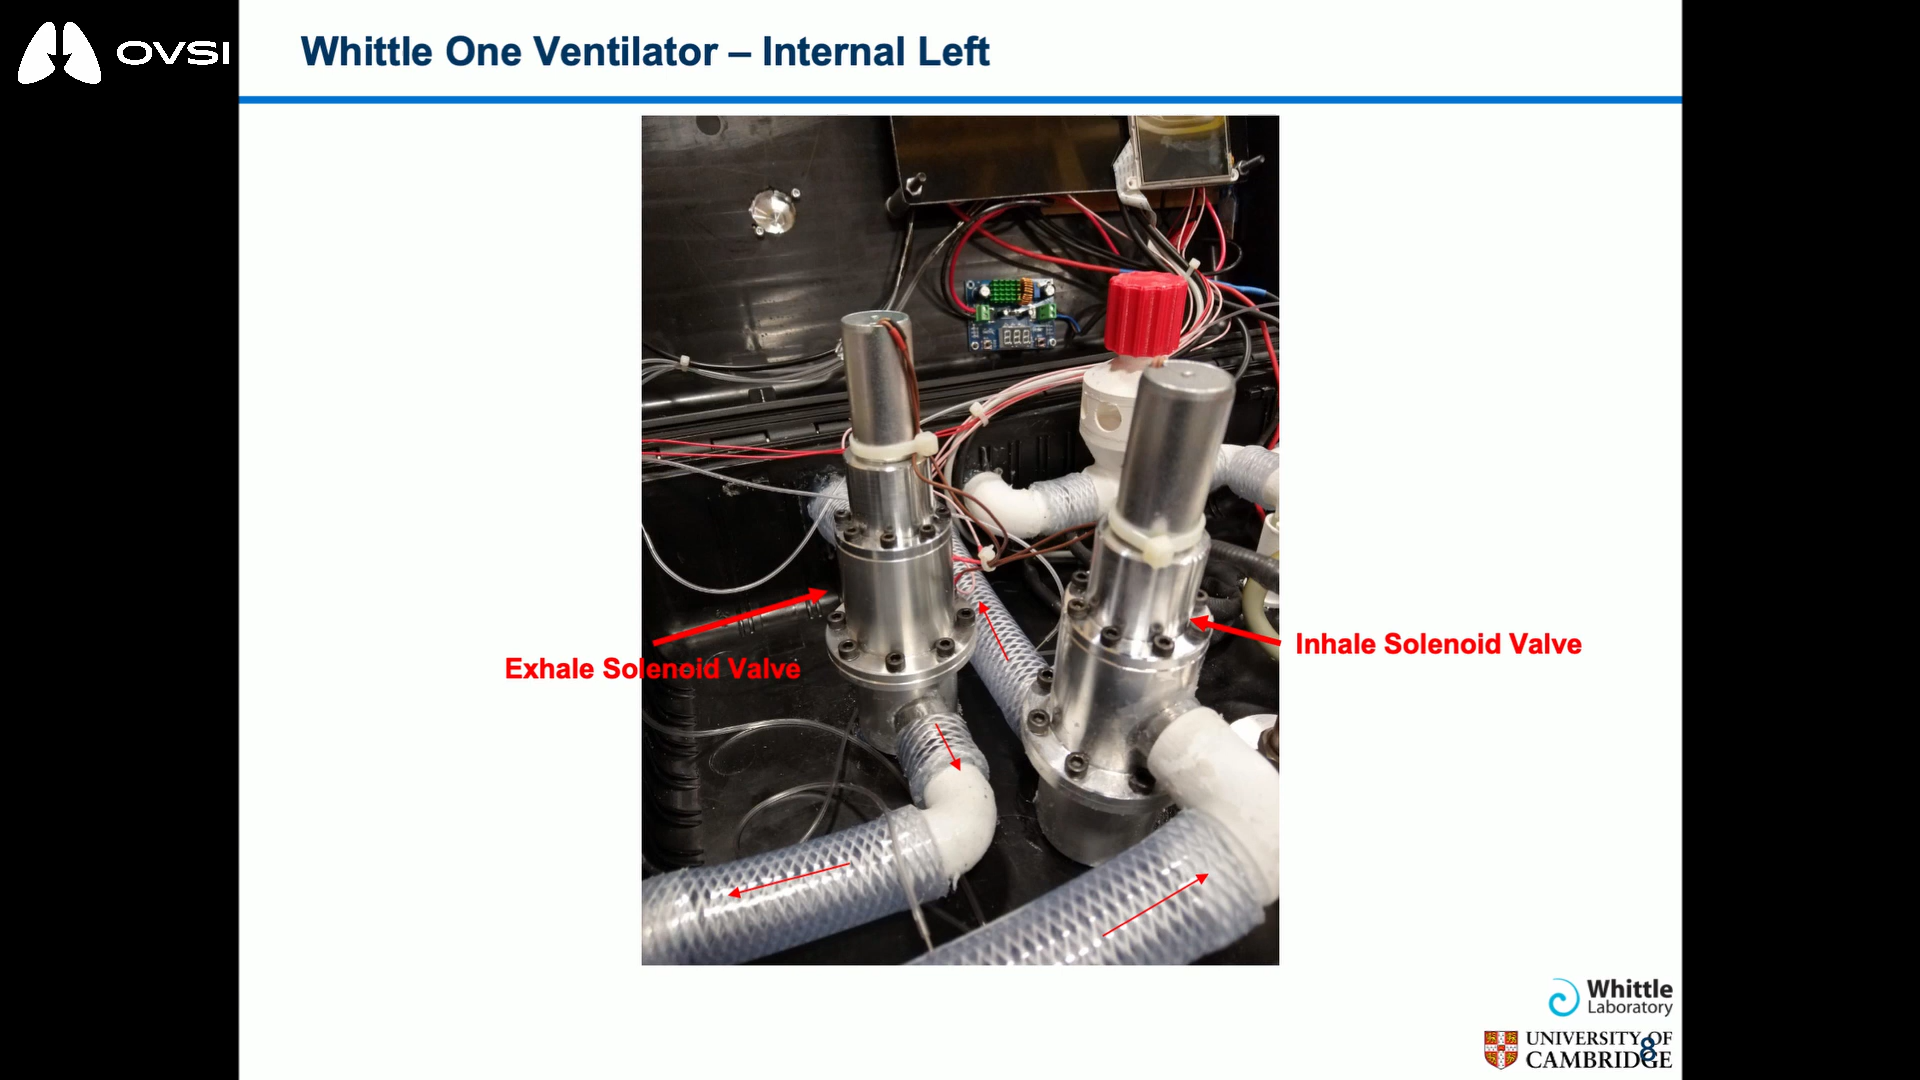 OVSI
Whittle One Ventilator – Internal Left
Exhale Solenoid Valve
Inhale Solenoid Valve
Whittle
Laboratory
UNIVERSITY OF
CAMBRIDGE
8